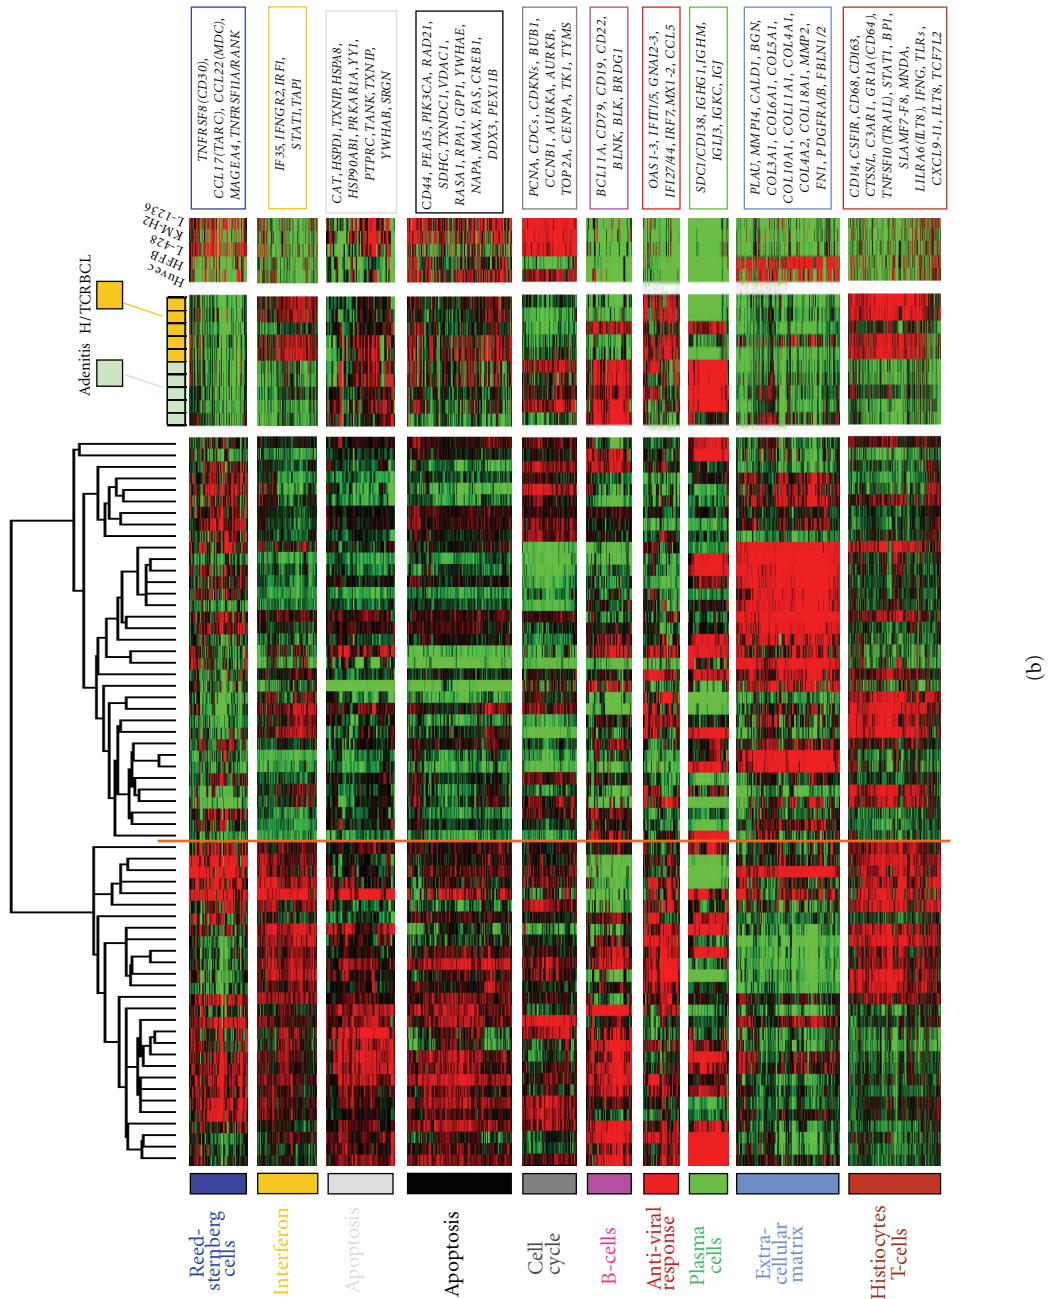 Reed-
sternberg
cells
Interferon
Apoptosis
Apoptosis
Cell
cycle
B-cells
Anti-viral
response
Plasma
cells
Extra-
cellular
matrix
Histiocytes
T-cells
Adenitis
H/TCRBCL
Huvec
HFFB
L-428
KM-H2
L-1236
TNFRSF8(CD30),
CCL17(TARC), CCL22(MDC),
MAGEA4, TNFRSF11A/RANK
IF35, IFNGR2, IRF1,
STAT1, TAP1
CAT, HSPD1, TXNIP, HSPA8,
HSP90AB1, PRKAR1A, YY1,
PTPRC, TANK, TXNIP,
YWHAB, SRGN
CD44, PEA15, PIK3CA, RAD21,
SDHC, TXNDC1, VDAC1,
RASA1, RPA1, GPP1, YWHAE,
NAPA, MAX, FAS, CREB1,
DDX3, PEX11B
PCNA, CDCs, CDKNs, BUB1,
CCNB1, AURKA, AURKB,
TOP2A, CENPA, TK1, TYMS
BCL11A, CD79, CD19, CD22,
BLNK, BLK, BRDG1
OAS1-3, IFIT1/5, GNAI2-3,
IFI27/44, IRF7, MX1-2, CCL5
SDC1/CD138, IGHG1, IGHM,
IGLJ3, IGKC, IGJ
PLAU, MMP14, CALD1, BGN,
COL3A1, COL6A1, COL5A1,
COL10A1, COL11A1, COL4A1,
COL4A2, COL18A1, MMP2,
FN1, PDGFRA/B, FBLN1/2
CD14, CSFIR, CD68, CD163,
CTSS/L, C3AR1, GR1A(CD64),
TNFSF10(TRAIL), STAT1, BP1,
SLAMF7-F8, MNDA,
LILRA6(ILT8), IFNG, TLRs,
CXCL9-11, ILT8, TCF7L2
(b)